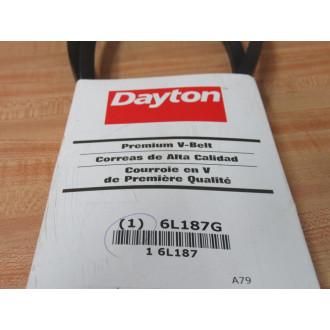 Dayton
Premium V-Belt
Correas de Alta Calidad
Courroie en V
de Première Qualité
(1) 6L187G
1 6L187
A79